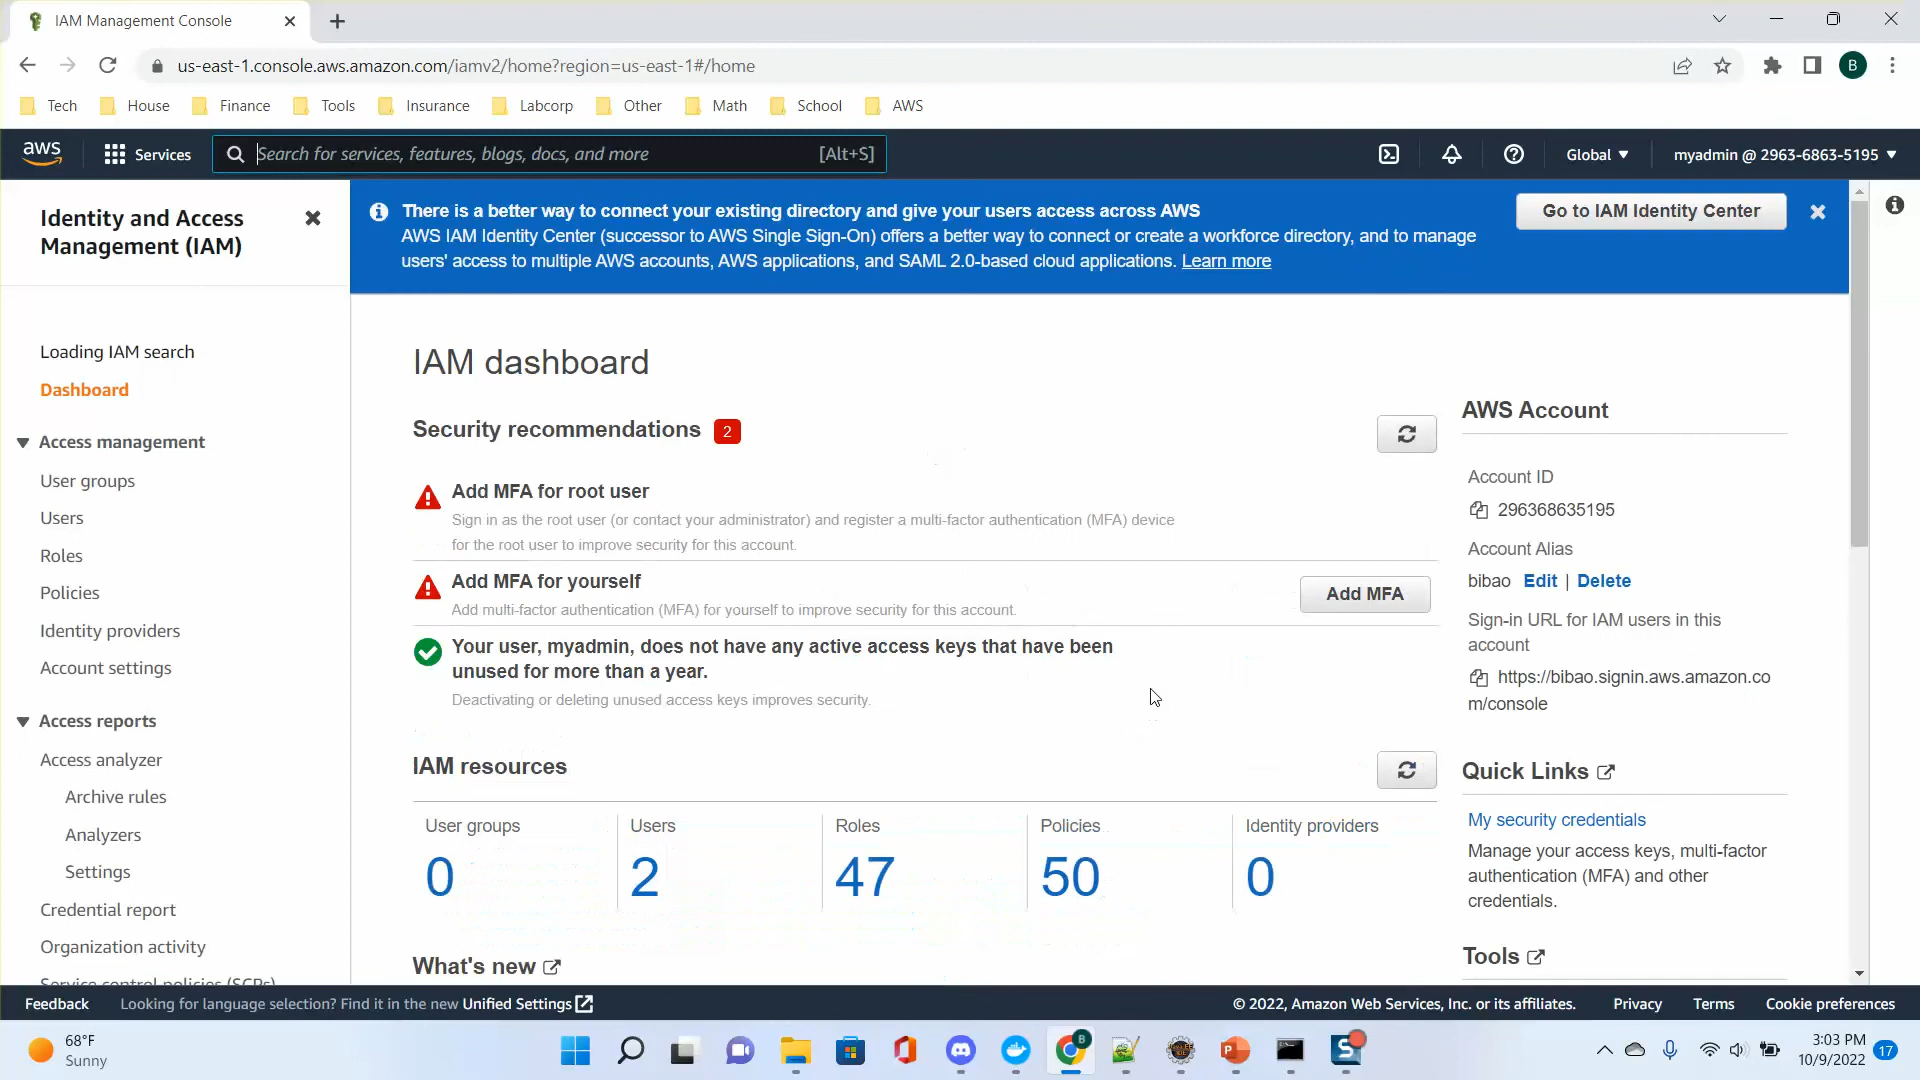 IAM Management Console
us-east-1.console.aws.amazon.com/iamv2/home?region=us-east-1#/home
B
Tech
House
Finance
Tools
Insurance
Labcorp
Other
Math
School
AWS
aws
Services
Search for services, features, blogs, docs, and more
[Alt+S]
Global
myadmin @ 2963-6863-5195
Identity and Access
Management (IAM)
Loading IAM search
Dashboard
Access management
User groups
Users
Roles
Policies
Identity providers
Account settings
Access reports
Access analyzer
Archive rules
Analyzers
Settings
Credential report
Organization activity
Service control policies (SCPs)
There is a better way to connect your existing directory and give your users access across AWS
AWS IAM Identity Center (successor to AWS Single Sign-On) offers a better way to connect or create a workforce directory, and to manage
users' access to multiple AWS accounts, AWS applications, and SAML 2.0-based cloud applications. Learn more
Go to IAM Identity Center
IAM dashboard
Security recommendations 2
Add MFA for root user
Sign in as the root user (or contact your administrator) and register a multi-factor authentication (MFA) device
for the root user to improve security for this account.
Add MFA for yourself
Add multi-factor authentication (MFA) for yourself to improve security for this account.
Add MFA
Your user, myadmin, does not have any active access keys that have been
unused for more than a year.
Deactivating or deleting unused access keys improves security.
IAM resources
User groups
0
Users
2
Roles
47
Policies
50
Identity providers
0
What's new
AWS Account
Account ID
296368635195
Account Alias
bibao Edit | Delete
Sign-in URL for IAM users in this
account
https://bibao.signin.aws.amazon.co
m/console
Quick Links
My security credentials
Manage your access keys, multi-factor
authentication (MFA) and other
credentials.
Tools
Feedback
Looking for language selection? Find it in the new Unified Settings
© 2022, Amazon Web Services, Inc. or its affiliates.
Privacy
Terms
Cookie preferences
68°F
Sunny
3:03 PM
10/9/2022
17